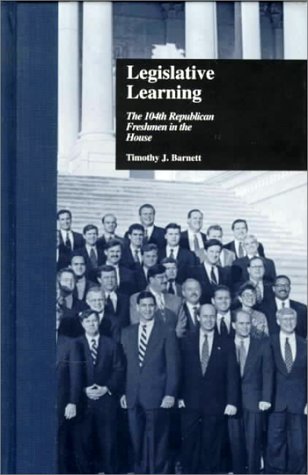 Legislative
Learning
The 104th Republican
Freshmen in the
House
Timothy J. Barnett